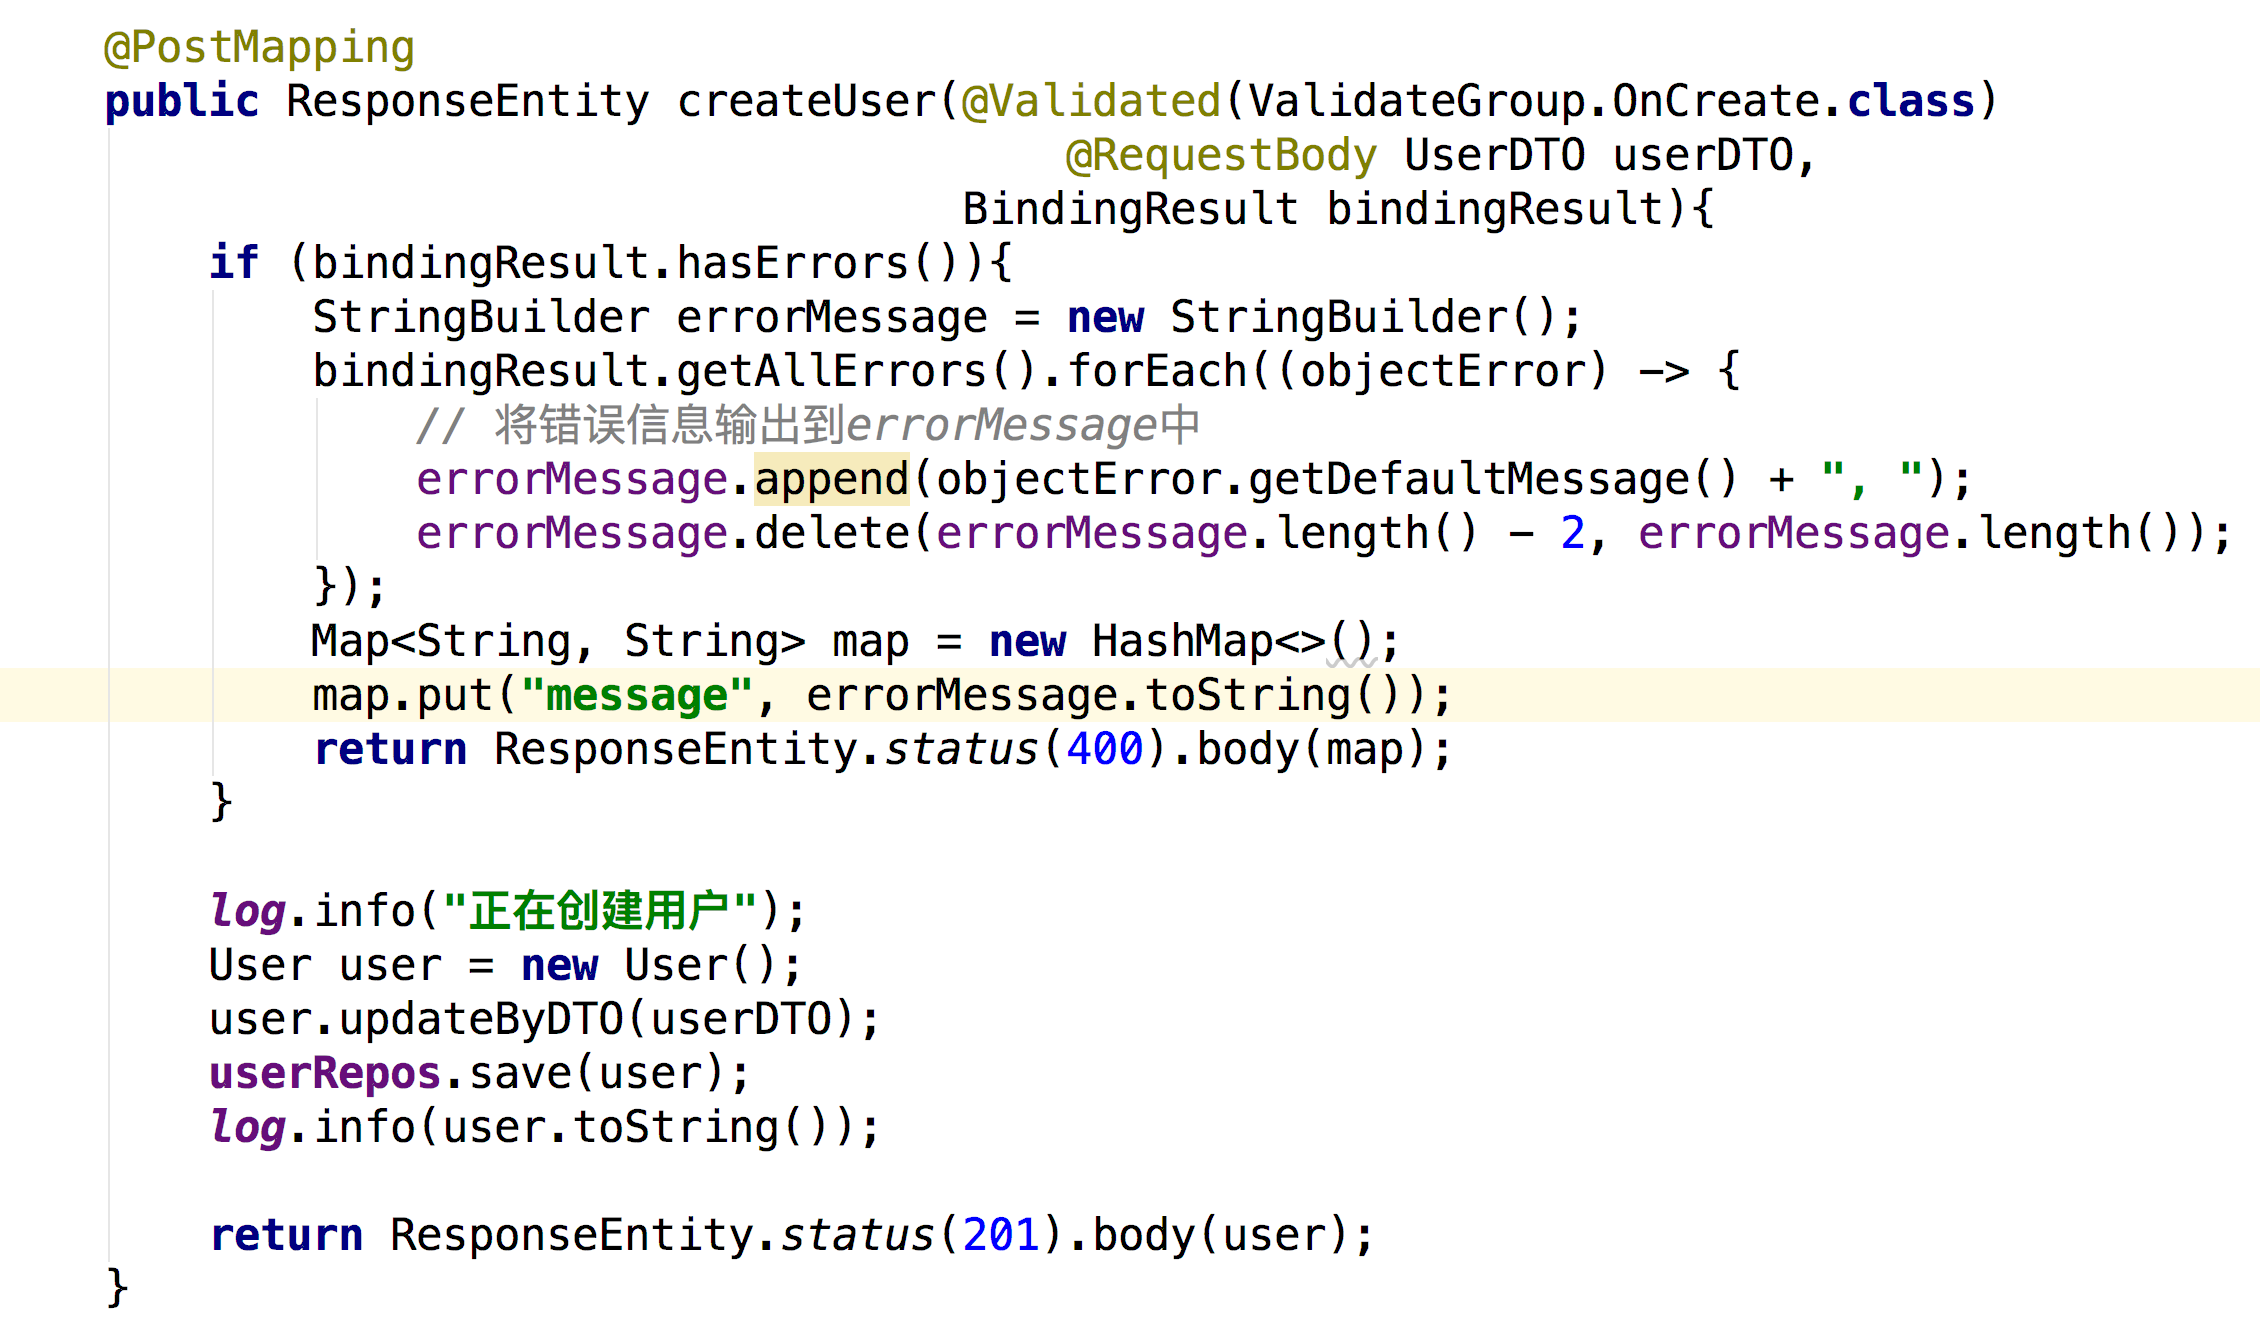 @PostMapping
public ResponseEntity createUser(@Validated(ValidateGroup.OnCreate.class)
@RequestBody UserDTO userDTO,
BindingResult bindingResult){
if (bindingResult.hasErrors()){
StringBuilder errorMessage = new StringBuilder();
bindingResult.getAllErrors().forEach((objectError) -> {
// 将错误信息输出到errorMessage中
errorMessage.append(objectError.getDefaultMessage() + ", ");
errorMessage.delete(errorMessage.length() - 2, errorMessage.length());
});
Map<String, String> map = new HashMap<>();
map.put("message", errorMessage.toString());
return ResponseEntity.status(400).body(map);
}
log.info("正在创建用户");
User user = new User();
user.updateByDTO(userDTO);
userRepos.save(user);
log.info(user.toString());
return ResponseEntity.status(201).body(user);
}